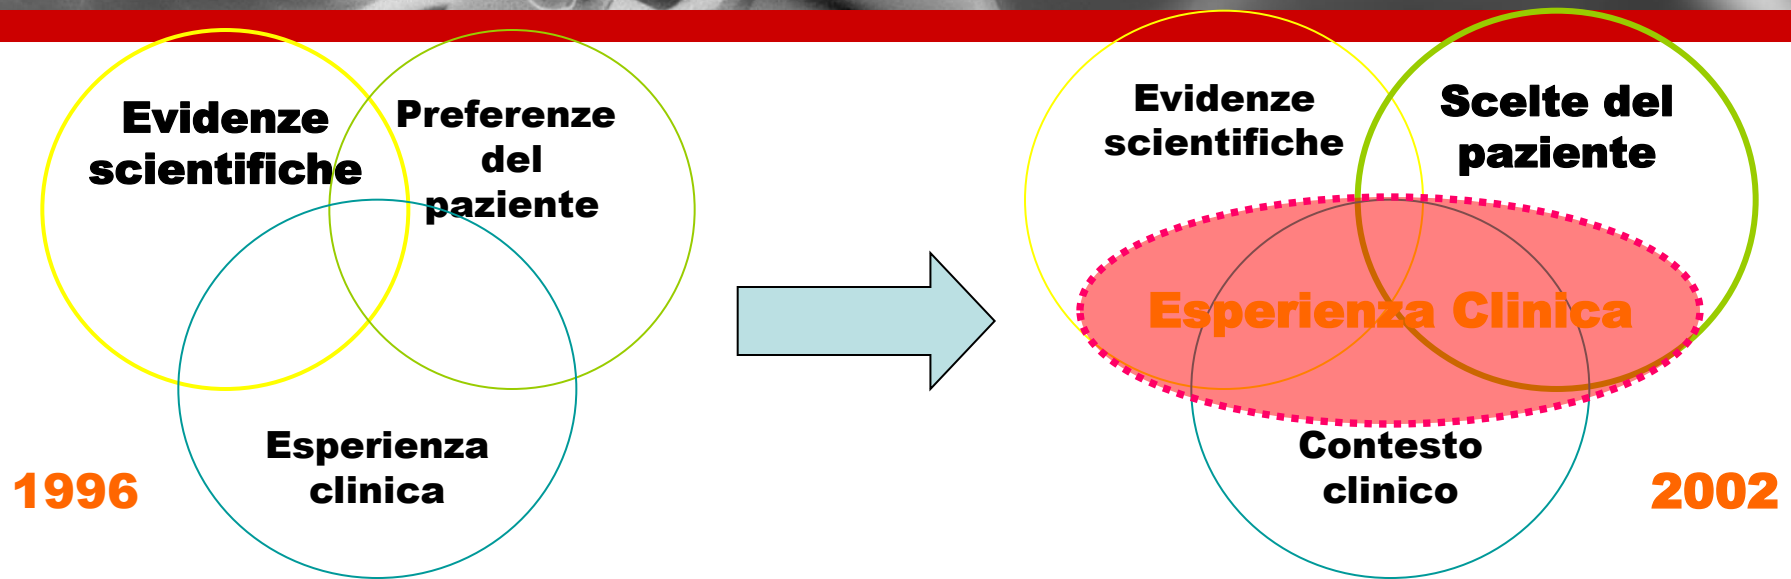 Evidenze
scientifiche
Preferenze
del
paziente
Esperienza
clinica
1996
Evidenze
scientifiche
Scelte del
paziente
Esperienza Clinica
Contesto
clinico
2002